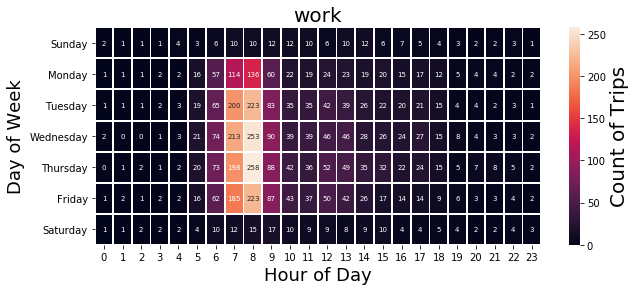 work
Day of Week
Sunday 2 1 1 1 4 3 6 10 10 12 12 10 6 10 12 6 7 5 4 3 2 2 3 1
Monday 1 1 1 2 2 16 57 114 136 60 22 19 24 23 19 20 15 17 12 5 4 4 2 2
Tuesday 1 1 1 2 3 19 65 200 223 83 35 35 42 39 26 22 20 21 15 4 4 2 3 1
Wednesday 2 0 0 1 3 21 74 213 253 90 39 39 46 46 28 26 24 27 15 8 4 3 3 2
Thursday 0 1 2 1 2 20 73 198 258 88 42 36 52 49 35 32 22 24 15 5 7 8 5 2
Friday 1 2 1 2 2 16 62 185 223 87 43 37 50 42 26 17 14 14 9 6 3 3 4 2
Saturday 1 1 2 2 2 4 10 12 15 17 10 9 9 8 9 10 4 4 5 4 2 2 4 3
0 1 2 3 4 5 6 7 8 9 10 11 12 13 14 15 16 17 18 19 20 21 22 23
Hour of Day
250
200
150
100
50
0
Count of Trips